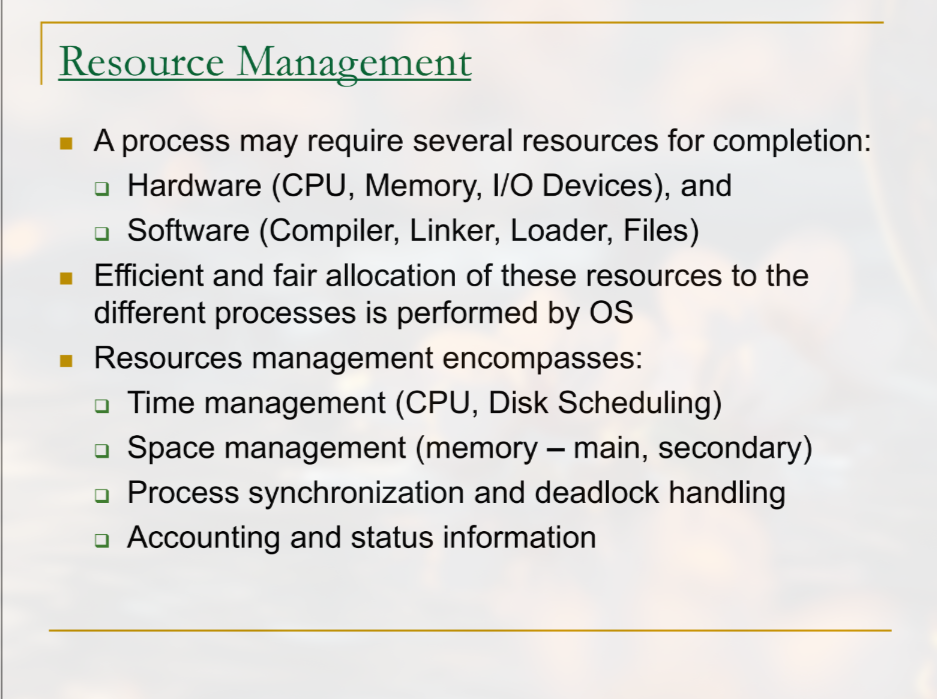 Resource Management
A process may require several resources for completion:
Hardware (CPU, Memory, I/O Devices), and
Software (Compiler, Linker, Loader, Files)
Efficient and fair allocation of these resources to the
different processes is performed by OS
Resources management encompasses:
Time management (CPU, Disk Scheduling)
Space management (memory – main, secondary)
Process synchronization and deadlock handling
Accounting and status information